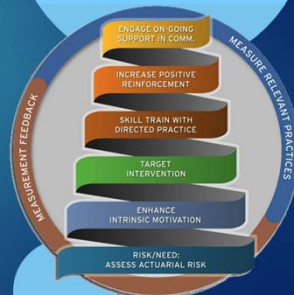 ENGAGE ON-GOING
SUPPORT IN COMM.
INCREASE POSITIVE
REINFORCEMENT
SKILL TRAIN WITH
DIRECTED PRACTICE
TARGET
INTERVENTION
ENHANCE
INTRINSIC MOTIVATION
RISK/NEED:
ASSESS ACTUARIAL RISK
MEASUREMENT FEEDBACK
MEASURE RELEVANT PRACTICES